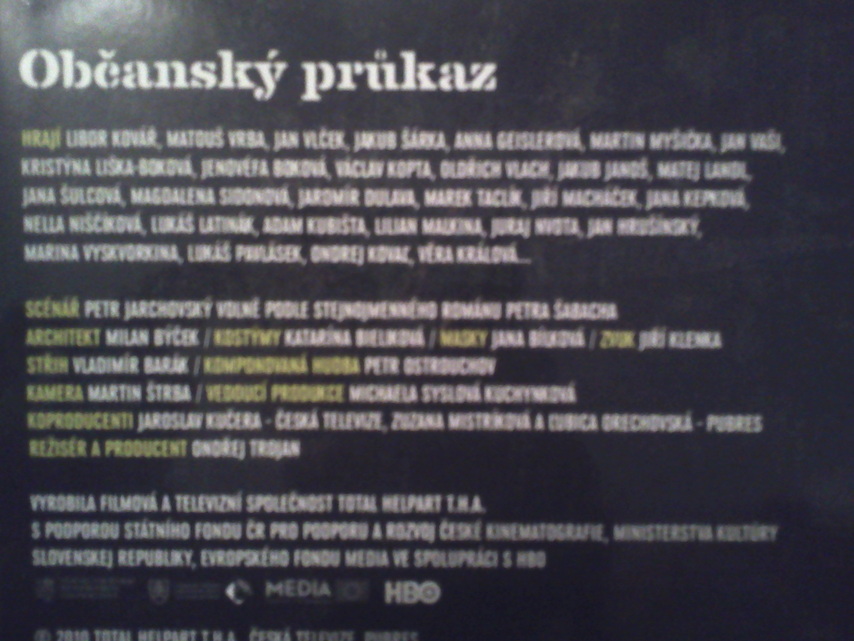 Občanský průkaz
HRAJÍ LIBOR KOVÁŘ, MATOUŠ VRBA, JAN VLČEK, JAKUB ŠÁRKA, ANNA GEISLEROVÁ, MARTIN MYŠIČKA, JAN VAŠI,
KRISTÝNA LIŠKA-BOKOVÁ, JENOVÉFA BOKOVÁ, VÁCLAV KOPTA, OLDŘICH VLACH, JAKUB JANOŠ, MATEJ LANDL,
JANA ŠULCOVÁ, MAGDALENA SIDONOVÁ, JAROMÍR DULAVA, MAREK TACLÍK, JIŘÍ MACHÁČEK, JANA KEPKOVÁ,
NELLA NIŠČÍKOVÁ, LUKÁŠ LATINÁK, ADAM KUBIŠTA, LILIAN MALKINA, JURAJ NVOTA, JAN HRUŠÍNSKÝ,
MARINA VYSKVORKINA, LUKÁŠ PAVLÁSEK, ONDREJ KOVAĽ, VĚRA KRÁLOVÁ...
SCÉNÁŘ PETR JARCHOVSKÝ VOLNĚ PODLE STEJNOJMENNÉHO ROMÁNU PETRA ŠABACHA
ARCHITEKT MILAN BÝČEK / KOSTÝMY KATARÍNA BIELIKOVÁ / MASKY JANA BÍLKOVÁ / ZVUK JIŘÍ KLENKA
STŘIH VLADIMÍR BARÁK / KOMPONOVANÁ HUDBA PETR OSTROUCHOV
KAMERA MARTIN ŠTRBA / VEDOUCÍ PRODUKCE MICHAELA SYSLOVÁ KUCHYNKOVÁ
KOPRODUCENTI JAROSLAV KUČERA - ČESKÁ TELEVIZE, ZUZANA MISTRÍKOVÁ A ĽUBICA ORECHOVSKÁ - PUBRES
REŽISÉR A PRODUCENT ONDŘEJ TROJAN
VYROBILA FILMOVÁ A TELEVIZNÍ SPOLEČNOST TOTAL HELPART T.H.A.
S PODPOROU STÁTNÍHO FONDU ČR PRO PODPORU A ROZVOJ ČESKÉ KINEMATOGRAFIE, MINISTERSTVA KULTÚRY
SLOVENSKEJ REPUBLIKY, EVROPSKÉHO FONDU MEDIA VE SPOLUPRÁCI S HBO
MEDIA HBO
© 2010 TOTAL HELPART T.H.A., ČESKÁ TELEVIZE, PUBRES